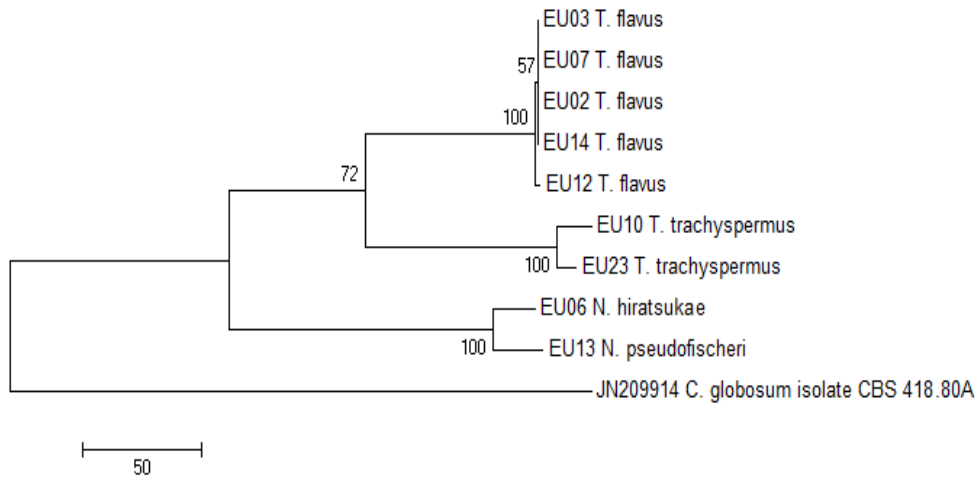 EU03 T. flavus
EU07 T. flavus
57
EU02 T. flavus
100
EU14 T. flavus
72
EU12 T. flavus
EU10 T. trachyspermus
100
EU23 T. trachyspermus
EU06 N. hiratsukae
100
EU13 N. pseudofischeri
JN209914 C. globosum isolate CBS 418.80A
50